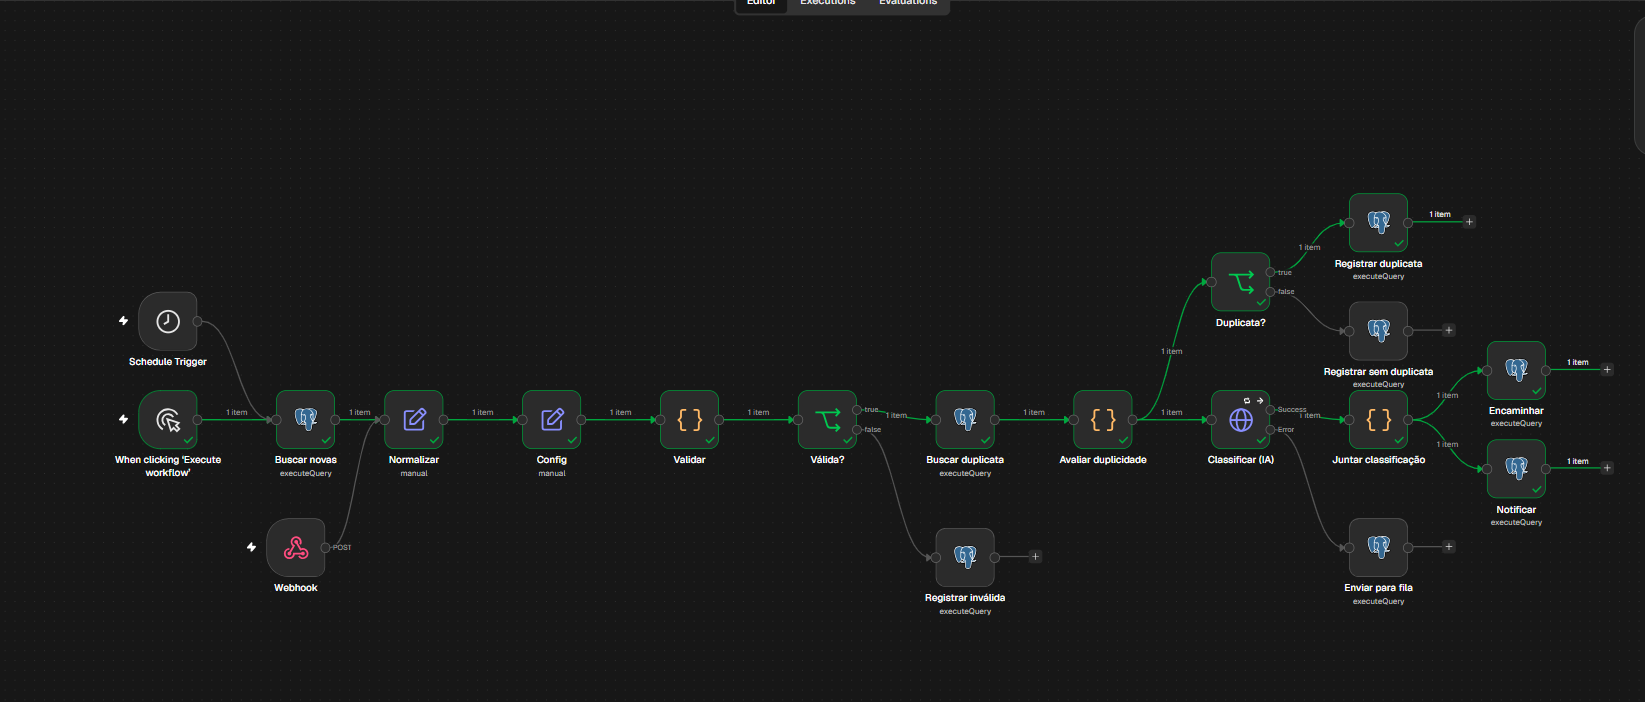 Editor
Executions
Evaluations
1 item
Registrar duplicata
executeQuery
1 item
true
false
Duplicata?
Registrar sem duplicata
executeQuery
Schedule Trigger
1 item
1 item
Encaminhar
executeQuery
1 item
When clicking 'Execute
workflow'
1 item
Buscar novas
executeQuery
1 item
Normalizar
manual
1 item
Config
manual
1 item
Validar
1 item
Válida?
true
false
1 item
Buscar duplicata
executeQuery
1 item
Avaliar duplicidade
1 item
Classificar (IA)
Success
Error
1 item
Juntar classificação
1 item
1 item
Notificar
executeQuery
POST
Webhook
Registrar inválida
executeQuery
Enviar para fila
executeQuery